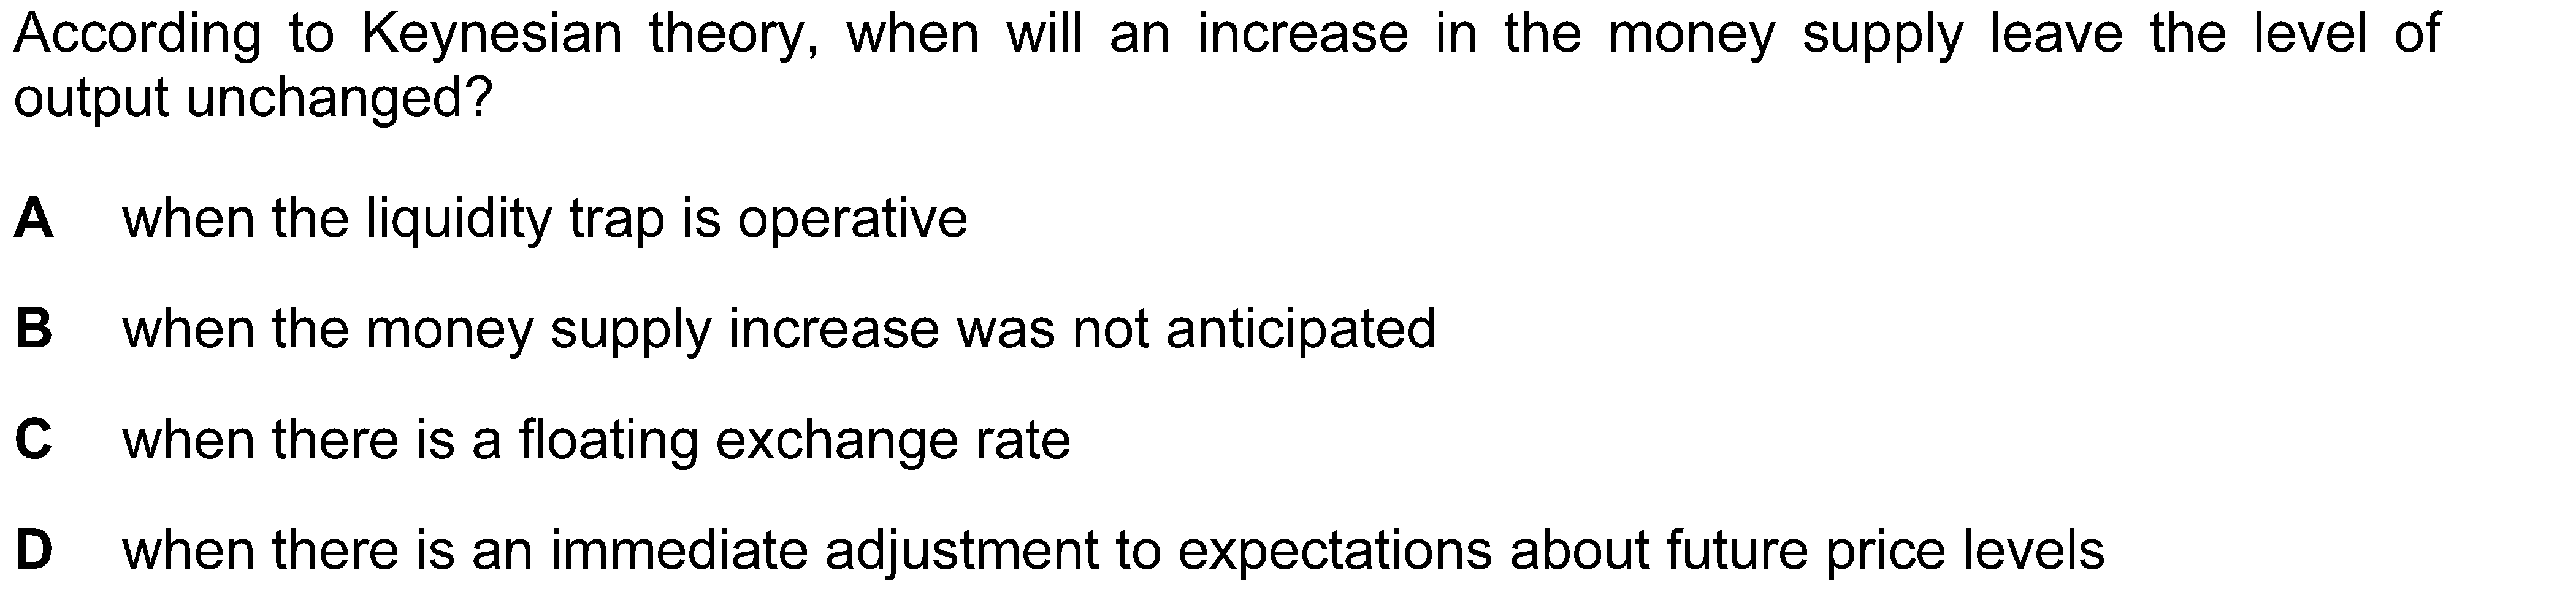 According to Keynesian theory, when will an increase in the money supply leave the level of
output unchanged?
A when the liquidity trap is operative
B when the money supply increase was not anticipated
C when there is a floating exchange rate
D when there is an immediate adjustment to expectations about future price levels